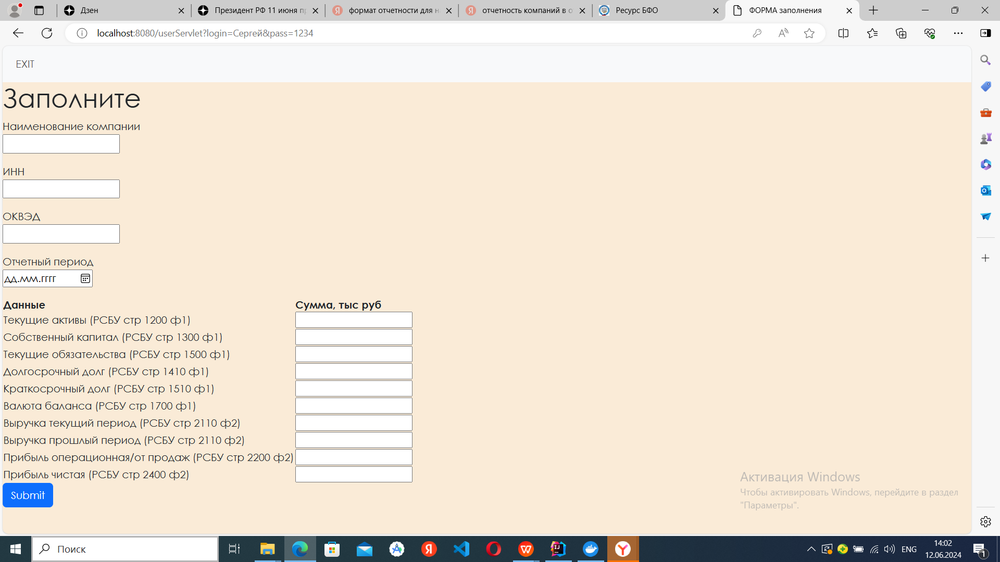 Дзен
Президент РФ 11 июня пр
формат отчетности для н
отчетность компаний в о
Ресурс БФО
ФОРМА заполнения
localhost:8080/userServlet?login=Сергей&pass=1234
EXIT
Заполните
Наименование компании
ИНН
ОКВЭД
Отчетный период
дд.мм.гггг
Данные Сумма, тыс руб
Текущие активы (РСБУ стр 1200 ф1)
Собственный капитал (РСБУ стр 1300 ф1)
Текущие обязательства (РСБУ стр 1500 ф1)
Долгосрочный долг (РСБУ стр 1410 ф1)
Краткосрочный долг (РСБУ стр 1510 ф1)
Валюта баланса (РСБУ стр 1700 ф1)
Выручка текущий период (РСБУ стр 2110 ф2)
Выручка прошлый период (РСБУ стр 2110 ф2)
Прибыль операционная/от продаж (РСБУ стр 2200 ф2)
Прибыль чистая (РСБУ стр 2400 ф2)
Submit
Активация Windows
Чтобы активировать Windows, перейдите в раздел
"Параметры".
Поиск
ENG
14:02
12.06.2024
1